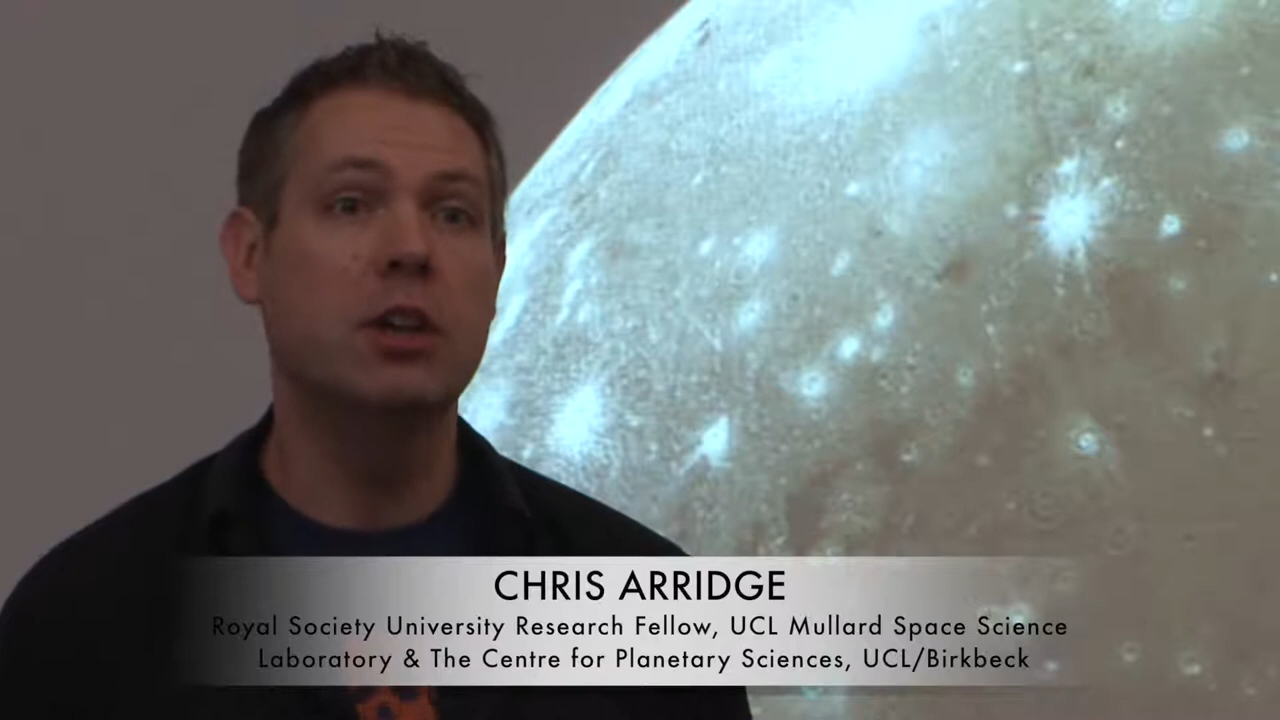 CHRIS ARRIDGE
Royal Society University Research Fellow, UCL Mullard Space Science
Laboratory & The Centre for Planetary Sciences, UCL/Birkbeck